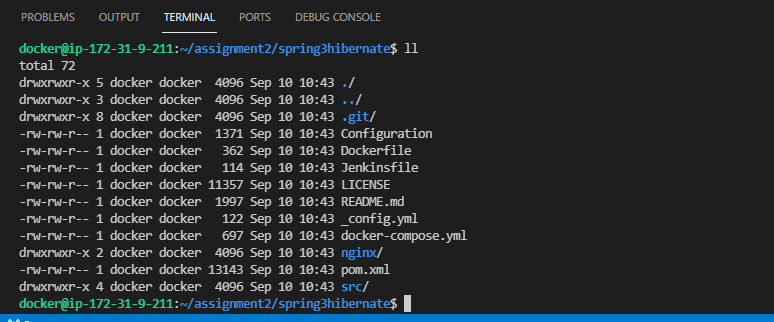 PROBLEMS OUTPUT TERMINAL PORTS DEBUG CONSOLE
docker@ip-172-31-9-211:~/assignment2/spring3hibernate$ ll
total 72
drwxrwxr-x 5 docker docker  4096 Sep 10 10:43 ./
drwxrwxr-x 3 docker docker  4096 Sep 10 10:43 ../
drwxrwxr-x 8 docker docker  4096 Sep 10 10:43 .git/
-rw-rw-r-- 1 docker docker  1371 Sep 10 10:43 Configuration
-rw-rw-r-- 1 docker docker   362 Sep 10 10:43 Dockerfile
-rw-rw-r-- 1 docker docker   114 Sep 10 10:43 Jenkinsfile
-rw-rw-r-- 1 docker docker 11357 Sep 10 10:43 LICENSE
-rw-rw-r-- 1 docker docker  1997 Sep 10 10:43 README.md
-rw-rw-r-- 1 docker docker   122 Sep 10 10:43 _config.yml
-rw-rw-r-- 1 docker docker   697 Sep 10 10:43 docker-compose.yml
drwxrwxr-x 2 docker docker  4096 Sep 10 10:43 nginx/
-rw-rw-r-- 1 docker docker 13143 Sep 10 10:43 pom.xml
drwxrwxr-x 4 docker docker  4096 Sep 10 10:43 src/
docker@ip-172-31-9-211:~/assignment2/spring3hibernate$